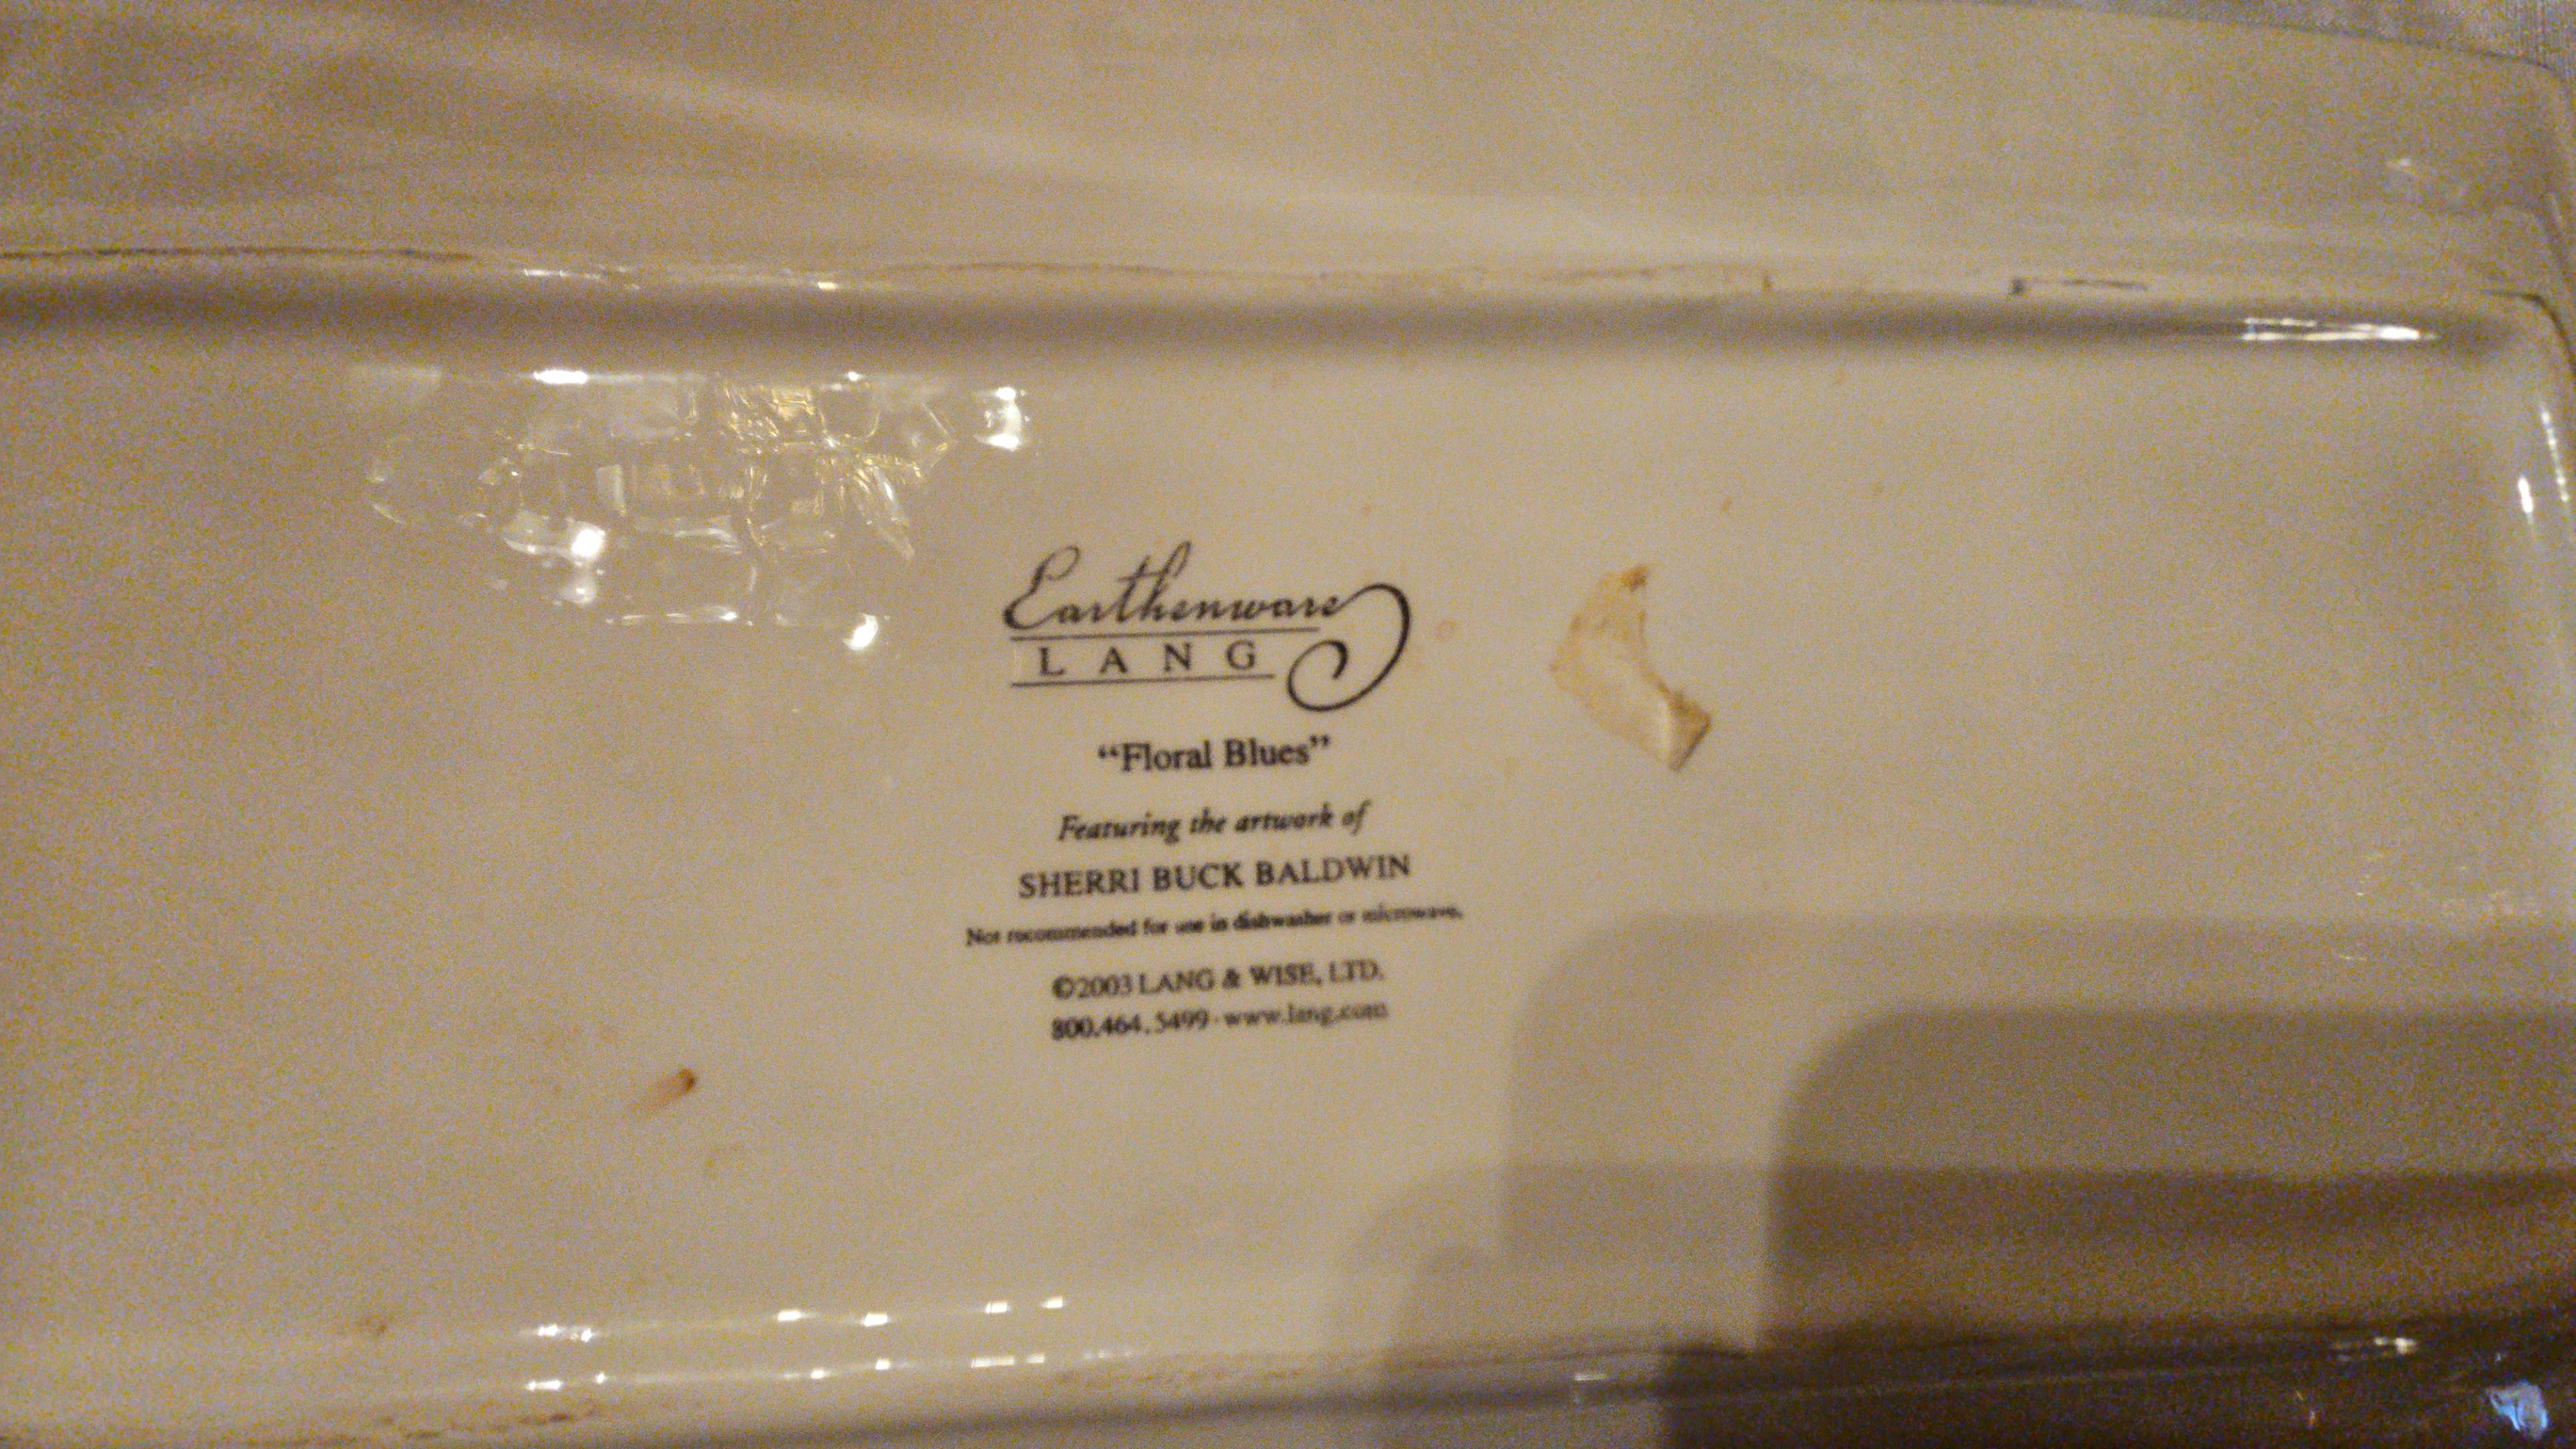 Earthenware
LANG
“Floral Blues”
Featuring the artwork of
SHERRI BUCK BALDWIN
Not recommended for use in dishwasher or microwave.
©2003 LANG & WISE, LTD.
800.464.5499 · www.lang.com